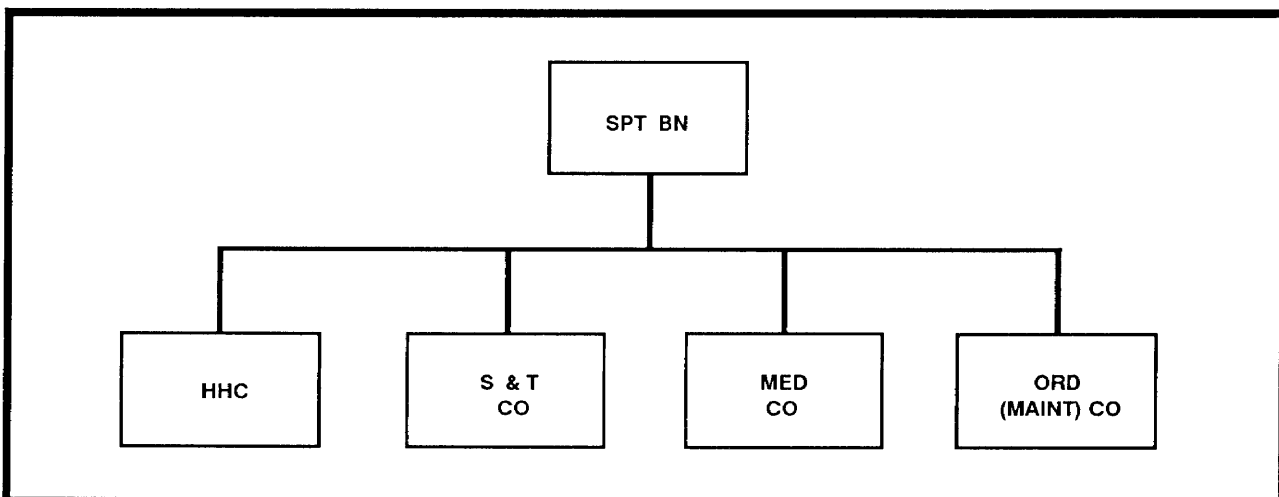 SPT BN
HHC
S & T
CO
MED
CO
ORD
(MAINT) CO